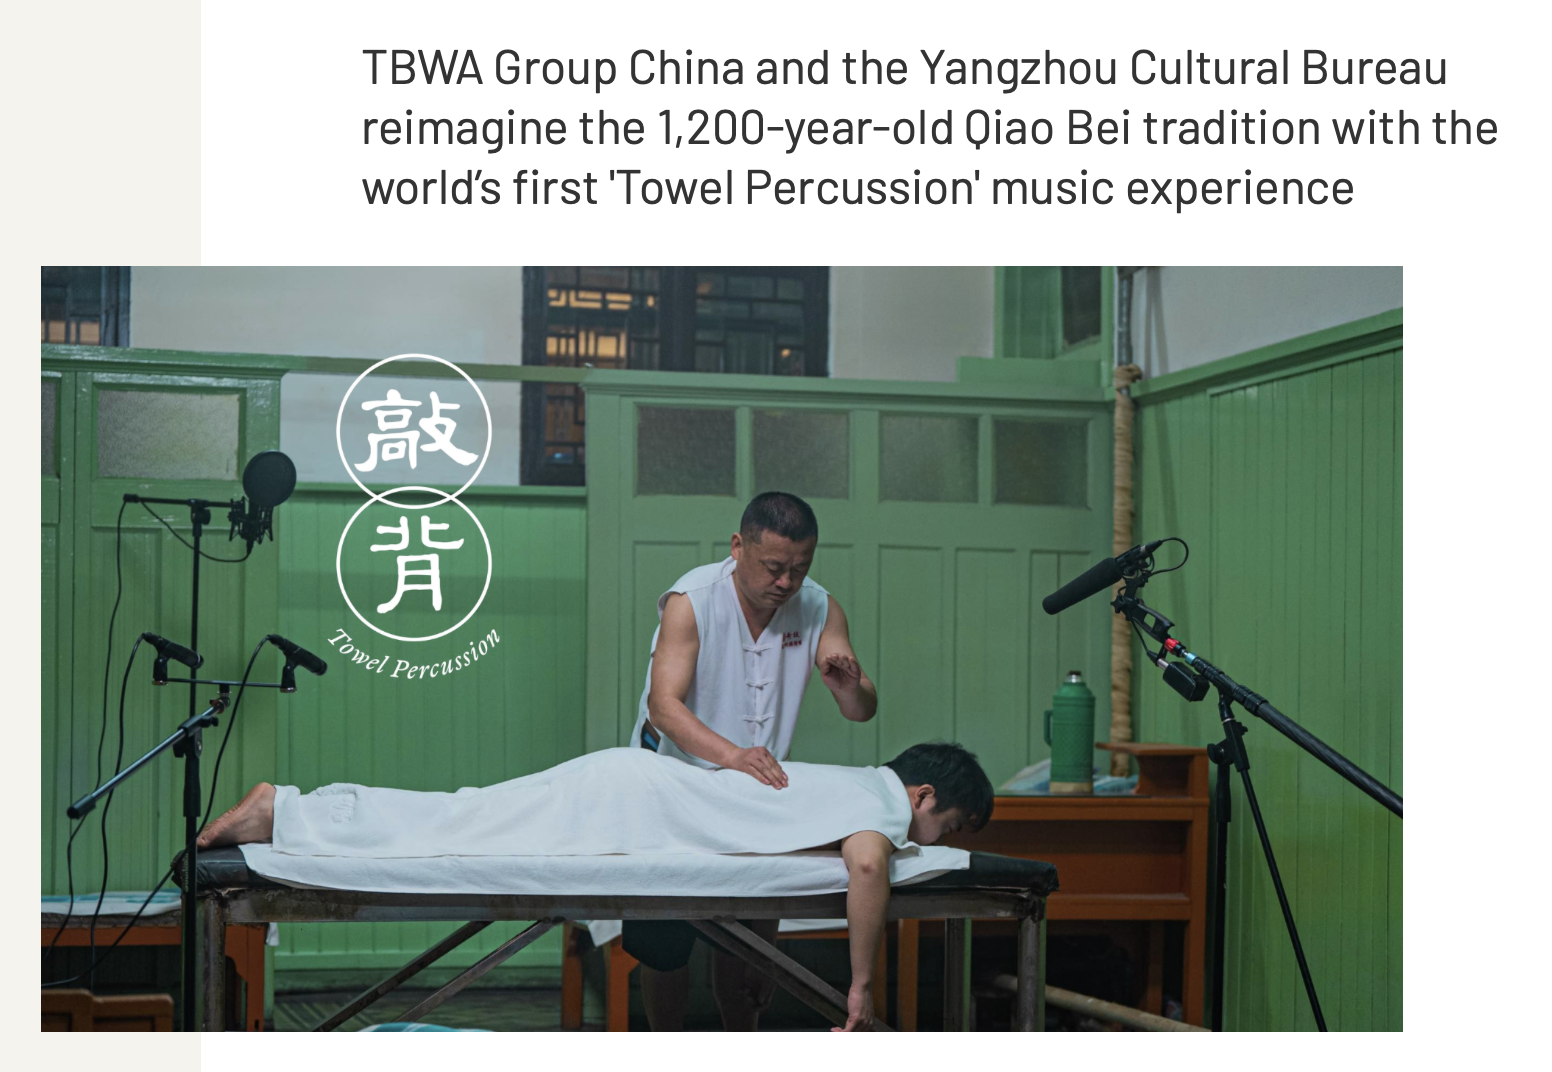 TBWA Group China and the Yangzhou Cultural Bureau
reimagine the 1,200-year-old Qiao Bei tradition with the
world’s first 'Towel Percussion' music experience
敲
背
Towel Percussion